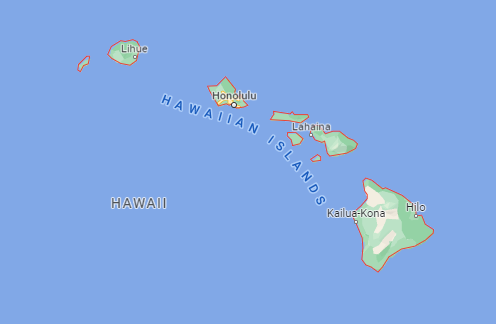 Lihue
Honolulu
HAWAIIAN ISLANDS
Lahaina
HAWAII
Kailua-Kona
Hilo